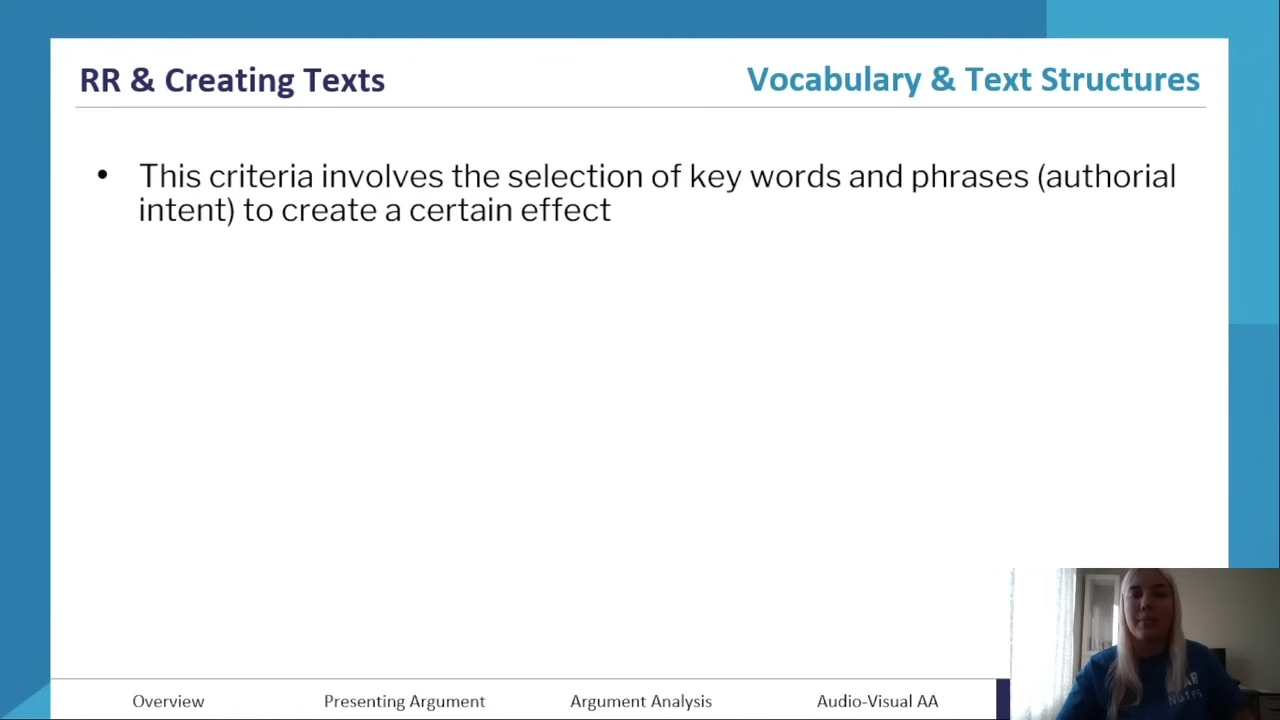 RR & Creating Texts
Vocabulary & Text Structures
• This criteria involves the selection of key words and phrases (authorial
intent) to create a certain effect
Overview
Presenting Argument
Argument Analysis
Audio-Visual AA
NOTES